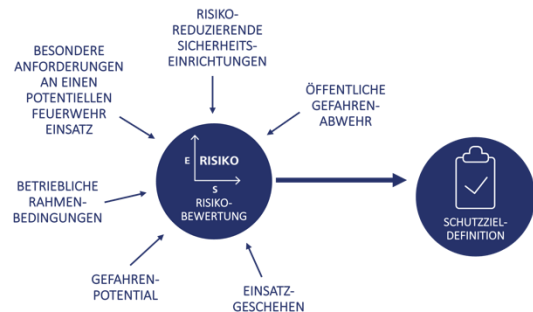 RISIKO-
REDUZIERENDE
SICHERHEITS-
EINRICHTUNGEN
BESONDERE
ANFORDERUNGEN
AN EINEN
POTENTIELLEN
FEUERWEHR
EINSATZ
ÖFFENTLICHE
GEFAHREN-
ABWEHR
E
RISIKO
S
RISIKO-
BEWERTUNG
BETRIEBLICHE
RAHMEN-
BEDINGUNGEN
SCHUTZZIEL-
DEFINITION
GEFAHREN-
POTENTIAL
EINSATZ-
GESCHEHEN